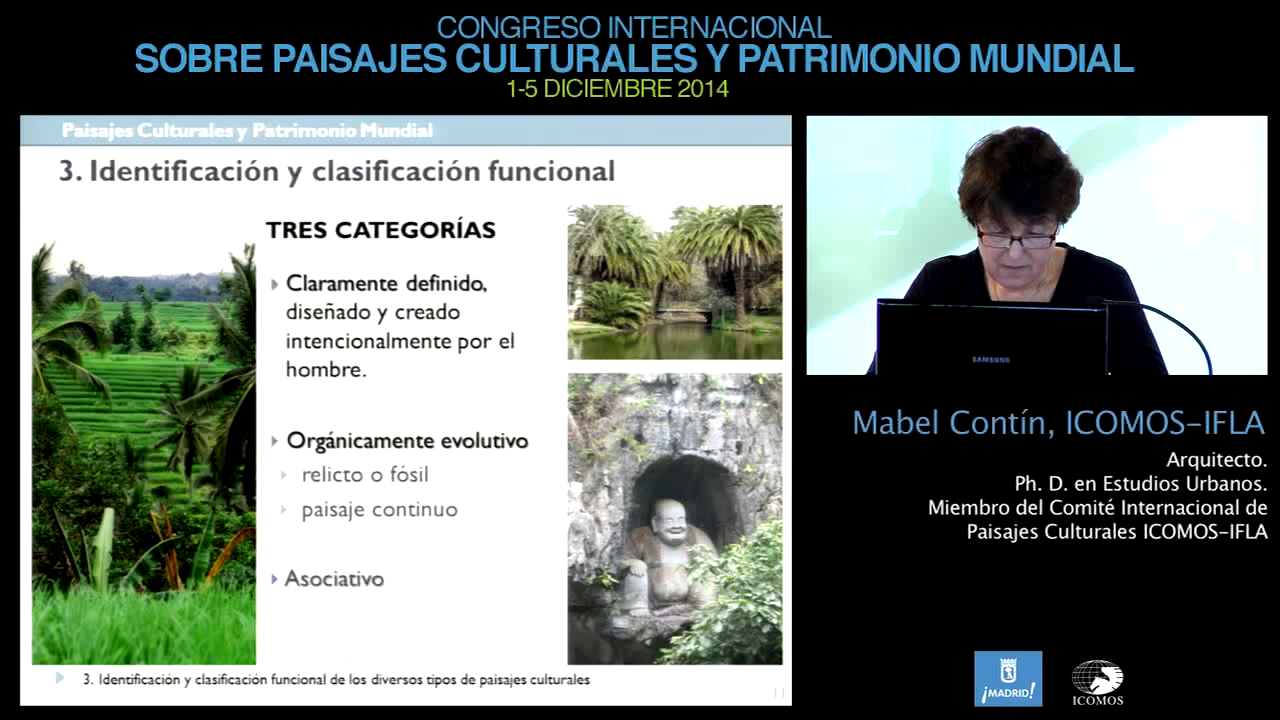 CONGRESO INTERNACIONAL
SOBRE PAISAJES CULTURALES Y PATRIMONIO MUNDIAL
1-5 DICIEMBRE 2014
Paisajes Culturales y Patrimonio Mundial
3. Identificación y clasificación funcional
TRES CATEGORÍAS
Claramente definido,
diseñado y creado
intencionalmente por el
hombre.
Orgánicamente evolutivo
relicto o fósil
paisaje continuo
Asociativo
3. Identificación y clasificación funcional de los diversos tipos de paisajes culturales
11
SAMSUNG
Mabel Contín, ICOMOS-IFLA
Arquitecto.
Ph. D. en Estudios Urbanos.
Miembro del Comité Internacional de
Paisajes Culturales ICOMOS-IFLA
¡MADRID!
ICOMOS